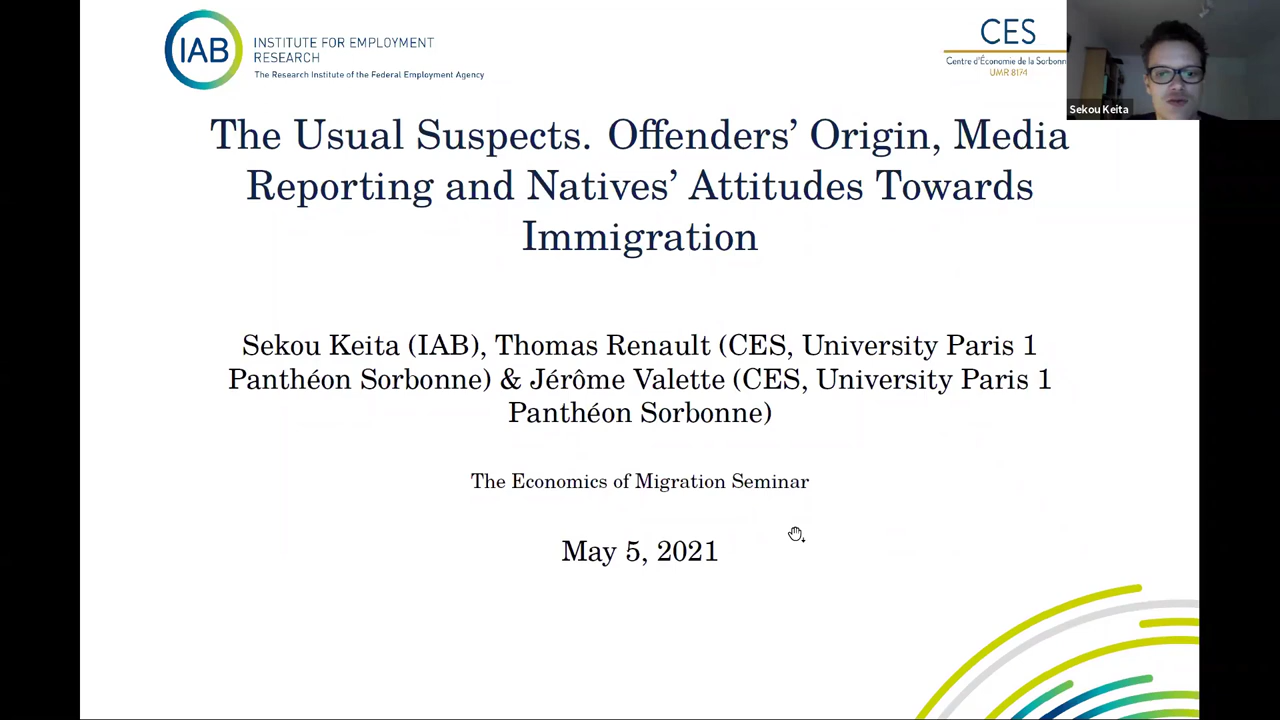 IAB
INSTITUTE FOR EMPLOYMENT
RESEARCH
The Research Institute of the Federal Employment Agency
CES
Centre d'Économie de la Sorbonn
UMR 8174
Sekou Keita
The Usual Suspects. Offenders' Origin, Media
Reporting and Natives' Attitudes Towards
Immigration
Sekou Keita (IAB), Thomas Renault (CES, University Paris 1
Panthéon Sorbonne) & Jérôme Valette (CES, University Paris 1
Panthéon Sorbonne)
The Economics of Migration Seminar
May 5, 2021